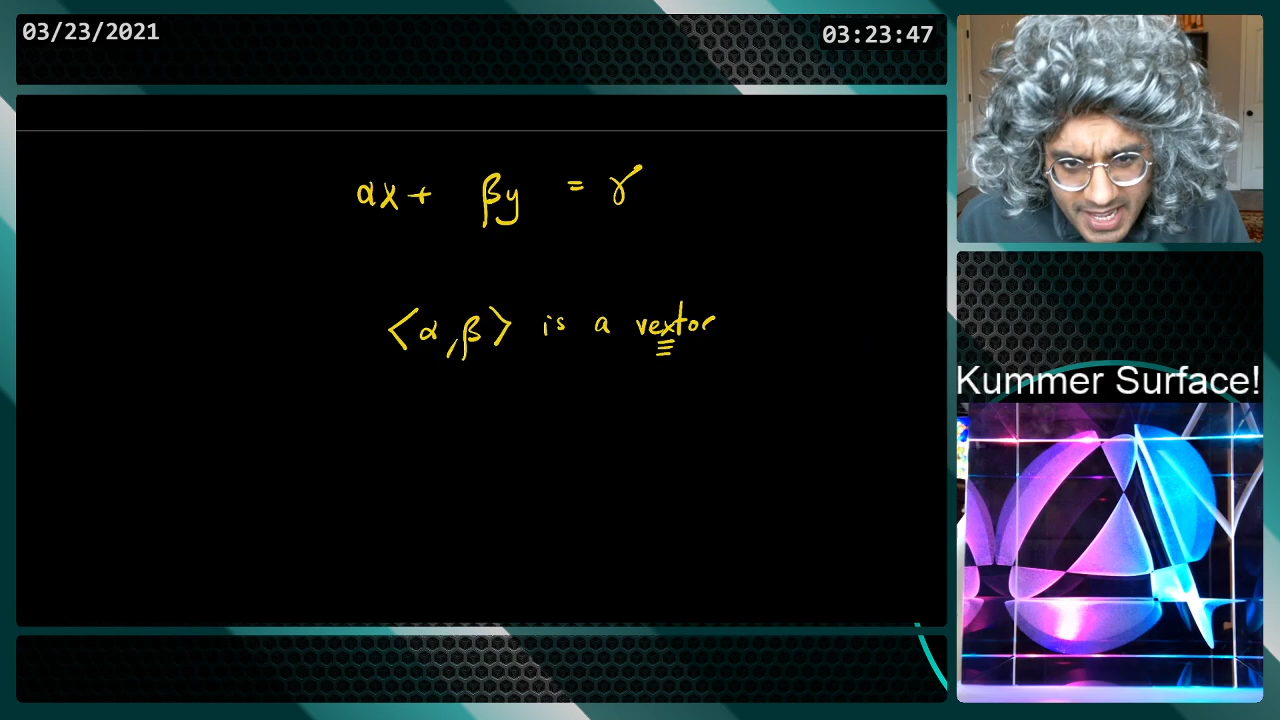 03/23/2021
03:23:47
αx + βy = γ
<α, β> is a vextor
Kummer Surface!